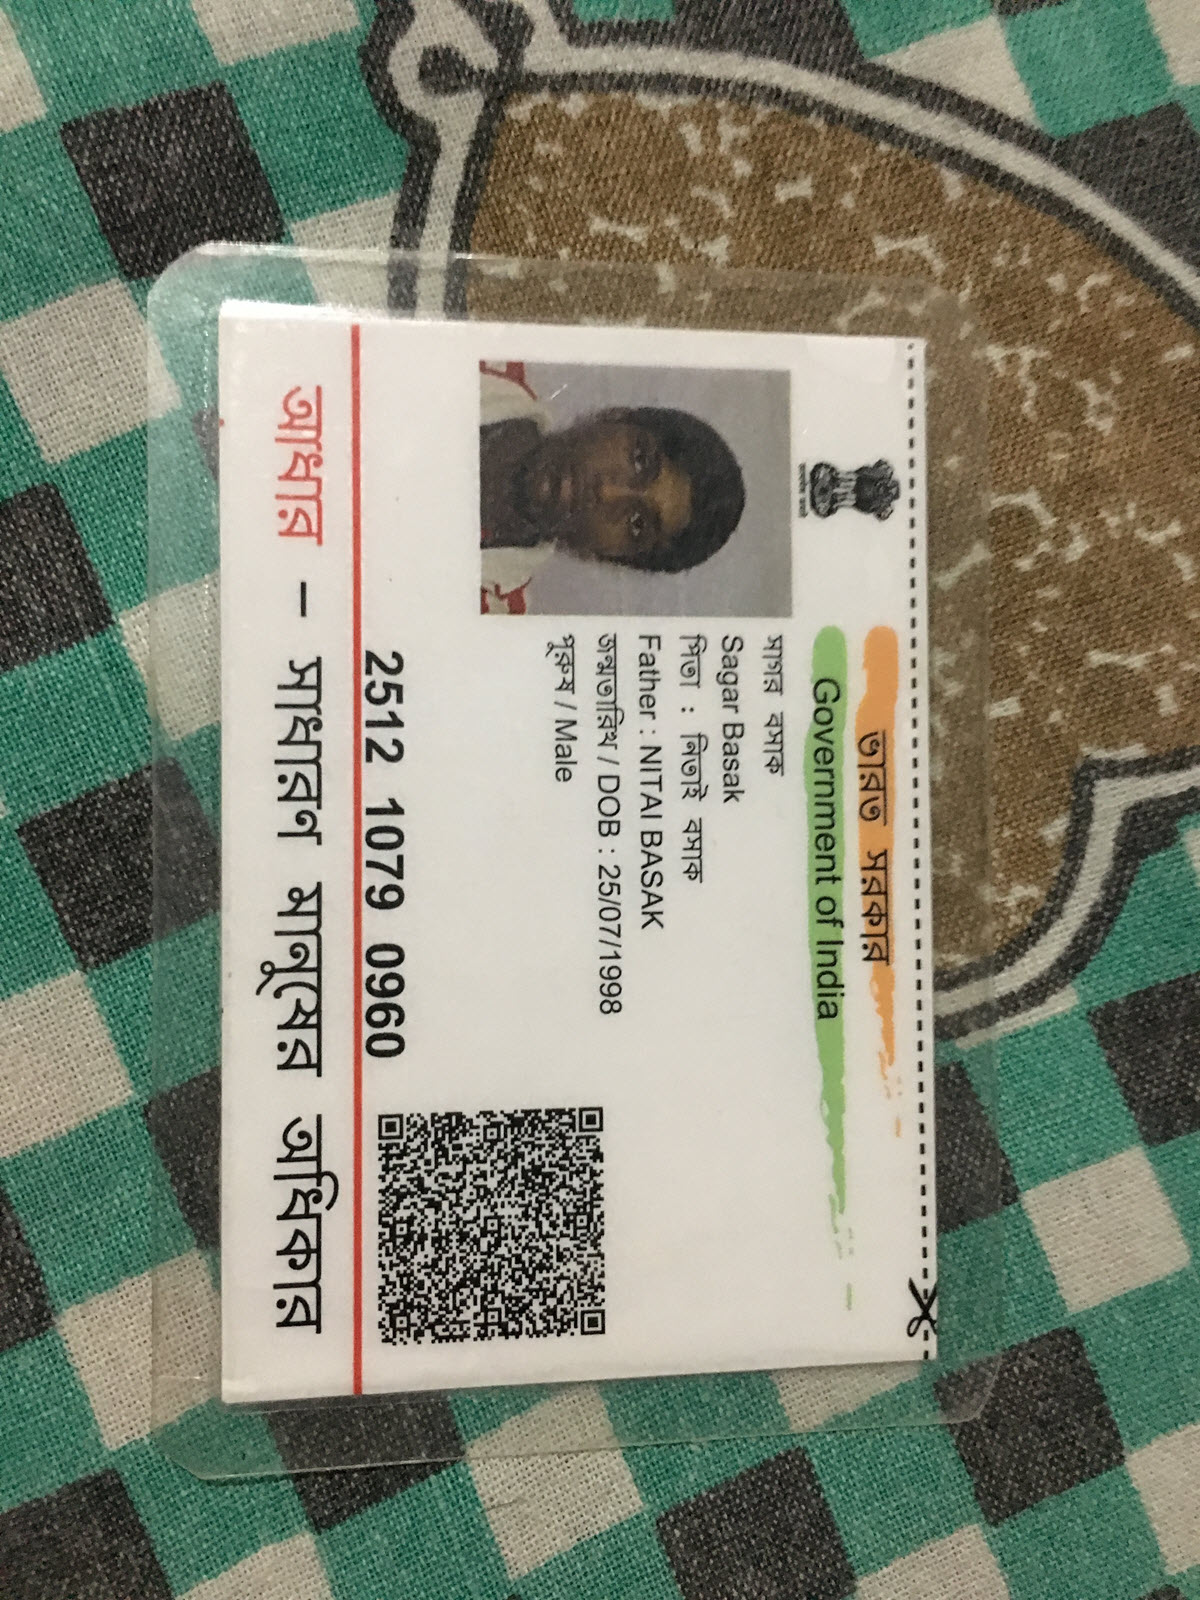 ভারত সরকার
Government of India
সাগর বসাক
Sagar Basak
পিতা : নিতাই বসাক
Father : NITAI BASAK
জন্মতারিখ / DOB : 25/07/1998
পুরুষ / Male
2512 1079 0960
আধার – সাধারণ মানুষের অধিকার